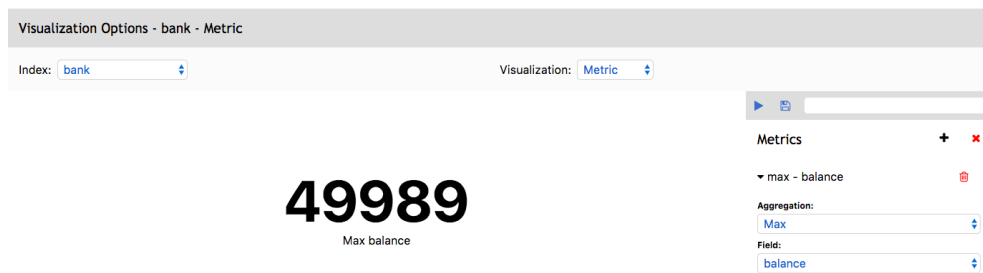 Visualization Options - bank - Metric
Index: bank
Visualization: Metric
Metrics
max - balance
Aggregation:
Max
Field:
balance
49989
Max balance